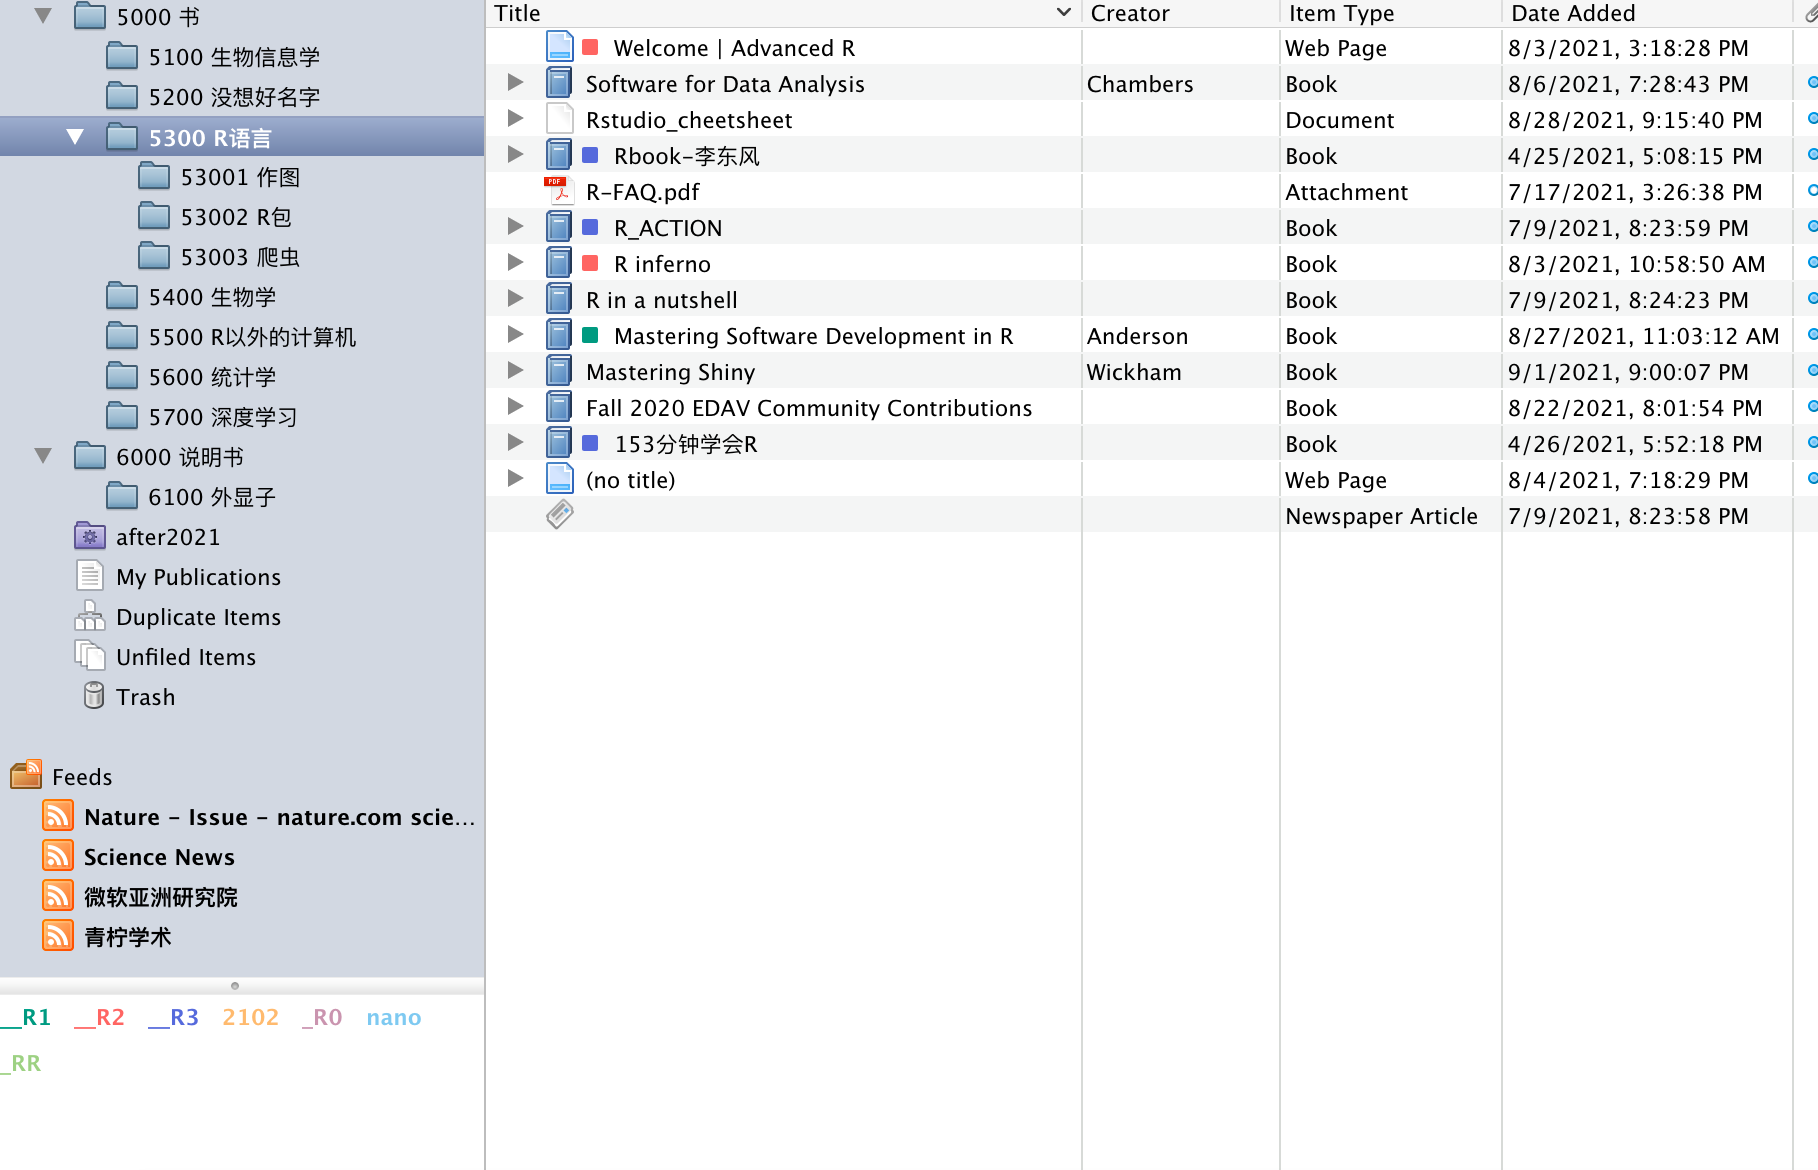 5000 书
5100 生物信息学
5200 没想好名字
5300 R语言
53001 作图
53002 R包
53003 爬虫
5400 生物学
5500 R以外的计算机
5600 统计学
5700 深度学习
6000 说明书
6100 外显子
after2021
My Publications
Duplicate Items
Unfiled Items
Trash
Feeds
Nature – Issue – nature.com scie...
Science News
微软亚洲研究院
青柠学术
__R1 __R2 __R3 2102 _R0 nano
_RR
Title Creator Item Type Date Added
Welcome | Advanced R Web Page 8/3/2021, 3:18:28 PM
Software for Data Analysis Chambers Book 8/6/2021, 7:28:43 PM
Rstudio_cheetsheet Document 8/28/2021, 9:15:40 PM
Rbook-李东风 Book 4/25/2021, 5:08:15 PM
PDF R-FAQ.pdf Attachment 7/17/2021, 3:26:38 PM
R_ACTION Book 7/9/2021, 8:23:59 PM
R inferno Book 8/3/2021, 10:58:50 AM
R in a nutshell Book 7/9/2021, 8:24:23 PM
Mastering Software Development in R Anderson Book 8/27/2021, 11:03:12 AM
Mastering Shiny Wickham Book 9/1/2021, 9:00:07 PM
Fall 2020 EDAV Community Contributions Book 8/22/2021, 8:01:54 PM
153分钟学会R Book 4/26/2021, 5:52:18 PM
(no title) Web Page 8/4/2021, 7:18:29 PM
Newspaper Article 7/9/2021, 8:23:58 PM